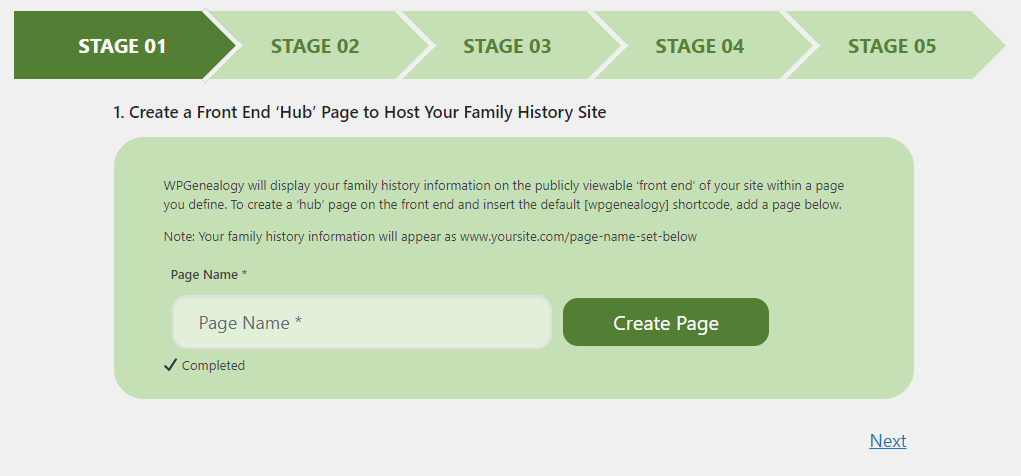 STAGE 01
STAGE 02
STAGE 03
STAGE 04
STAGE 05
1. Create a Front End ‘Hub’ Page to Host Your Family History Site
WPGenealogy will display your family history information on the publicly viewable ‘front end’ of your site within a page
you define. To create a ‘hub’ page on the front end and insert the default [wpgenealogy] shortcode, add a page below.
Note: Your family history information will appear as www.yoursite.com/page-name-set-below
Page Name *
Page Name *
Create Page
✓ Completed
Next